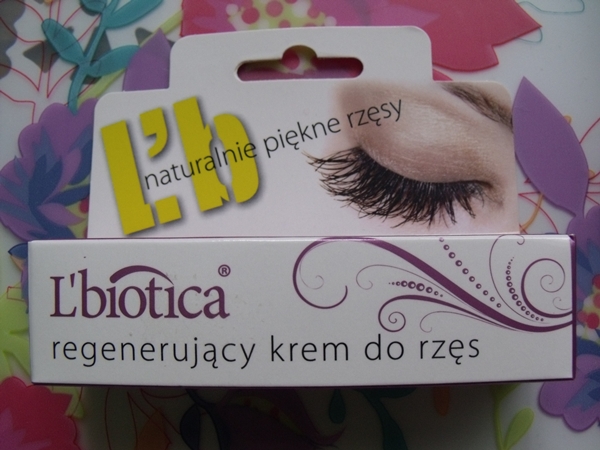 L'b
naturalnie piękne rzęsy
L'biotica®
regenerujący krem do rzęs